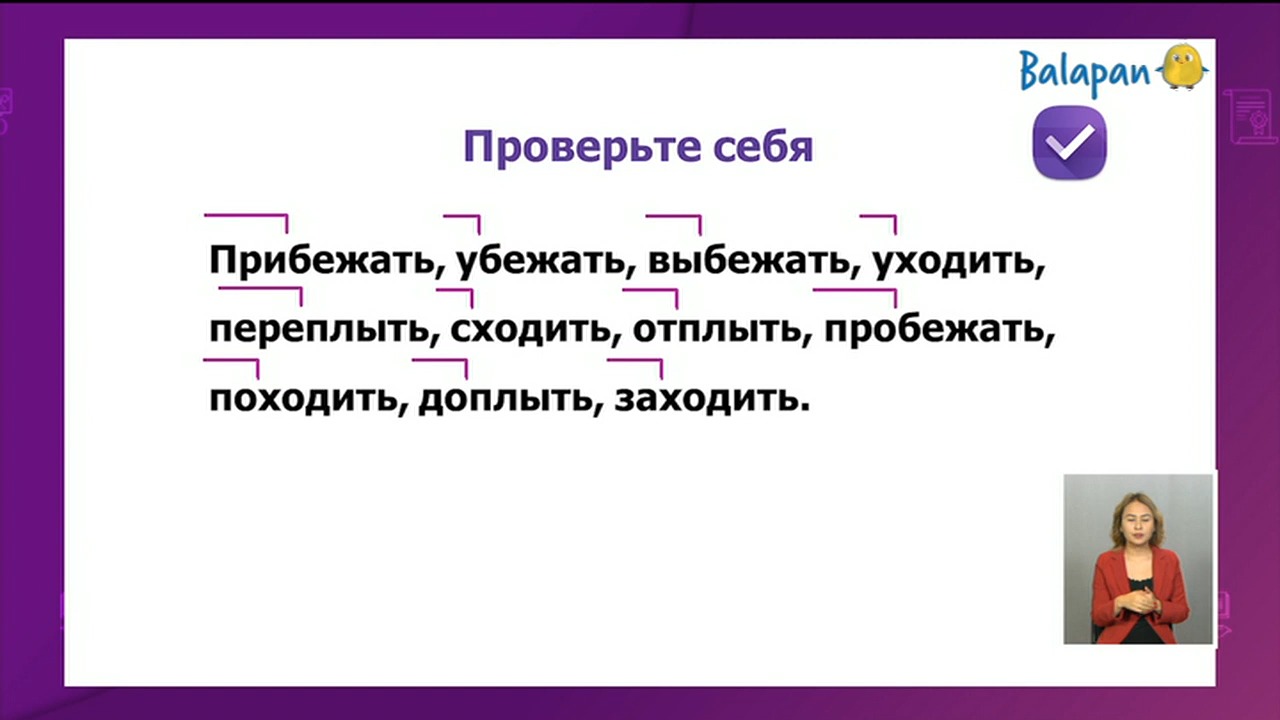 Balapan
Проверьте себя
Прибежать, убежать, выбежать, уходить,
переплыть, сходить, отплыть, пробежать,
походить, доплыть, заходить.